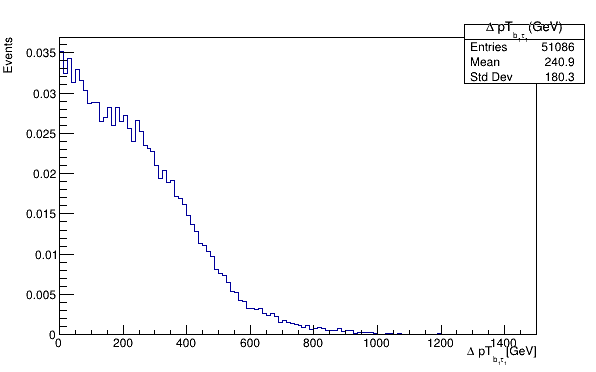 Δ pT_{b₁τ₁} (GeV)
Entries 51086
Mean 240.9
Std Dev 180.3
Events
0.035
0.03
0.025
0.02
0.015
0.01
0.005
0
0 200 400 600 800 1000 1200 1400
Δ pT_{b₁τ₁} [GeV]